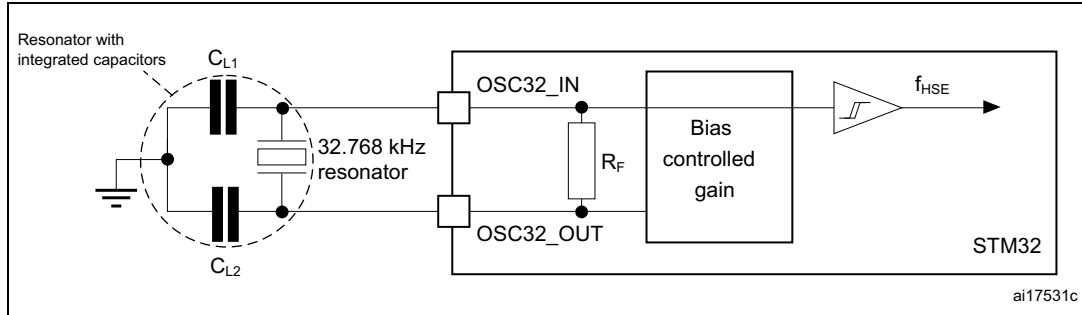 Resonator with
integrated capacitors
CL1
32.768 kHz
resonator
CL2
OSC32_IN
OSC32_OUT
RF
Bias
controlled
gain
fHSE
STM32
ai17531c